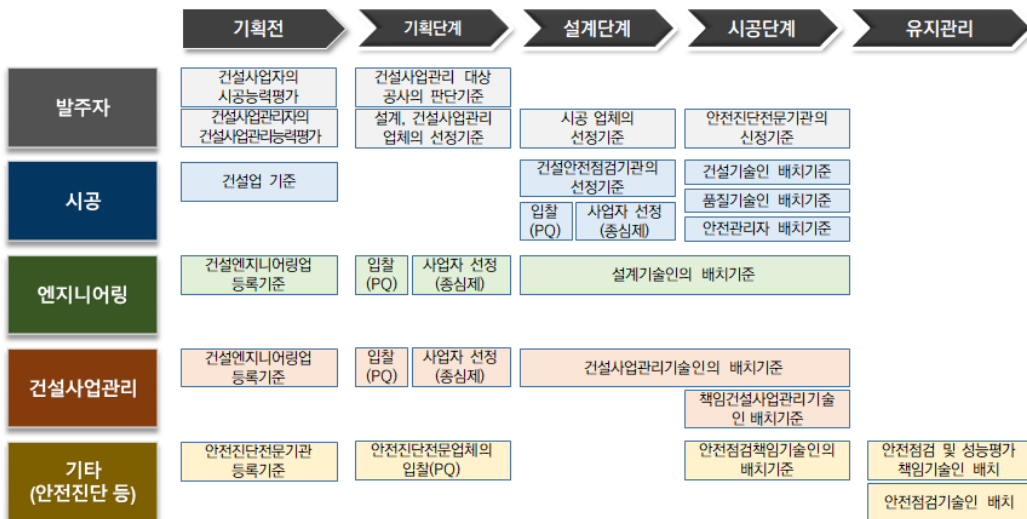 기획전
기획단계
설계단계
시공단계
유지관리
발주자
건설사업자의
시공능력평가
건설사업관리 대상
공사의 판단기준
건설사업관리자의
건설사업관리능력평가
설계, 건설사업관리
업체의 선정기준
시공 업체의
선정기준
안전진단전문기관의
신정기준
시공
건설업 기준
건설안전점검기관의
선정기준
입찰
(PQ)
사업자 선정
(종심제)
건설기술인 배치기준
품질기술인 배치기준
안전관리자 배치기준
엔지니어링
건설엔지니어링업
등록기준
입찰
(PQ)
사업자 선정
(종심제)
설계기술인의 배치기준
건설사업관리
건설엔지니어링업
등록기준
입찰
(PQ)
사업자 선정
(종심제)
건설사업관리기술인의 배치기준
책임건설사업관리기술
인 배치기준
기타
(안전진단 등)
안전진단전문기관
등록기준
안전진단전문업체의
입찰(PQ)
안전점검책임기술인의
배치기준
안전점검 및 성능평가
책임기술인 배치
안전점검기술인 배치